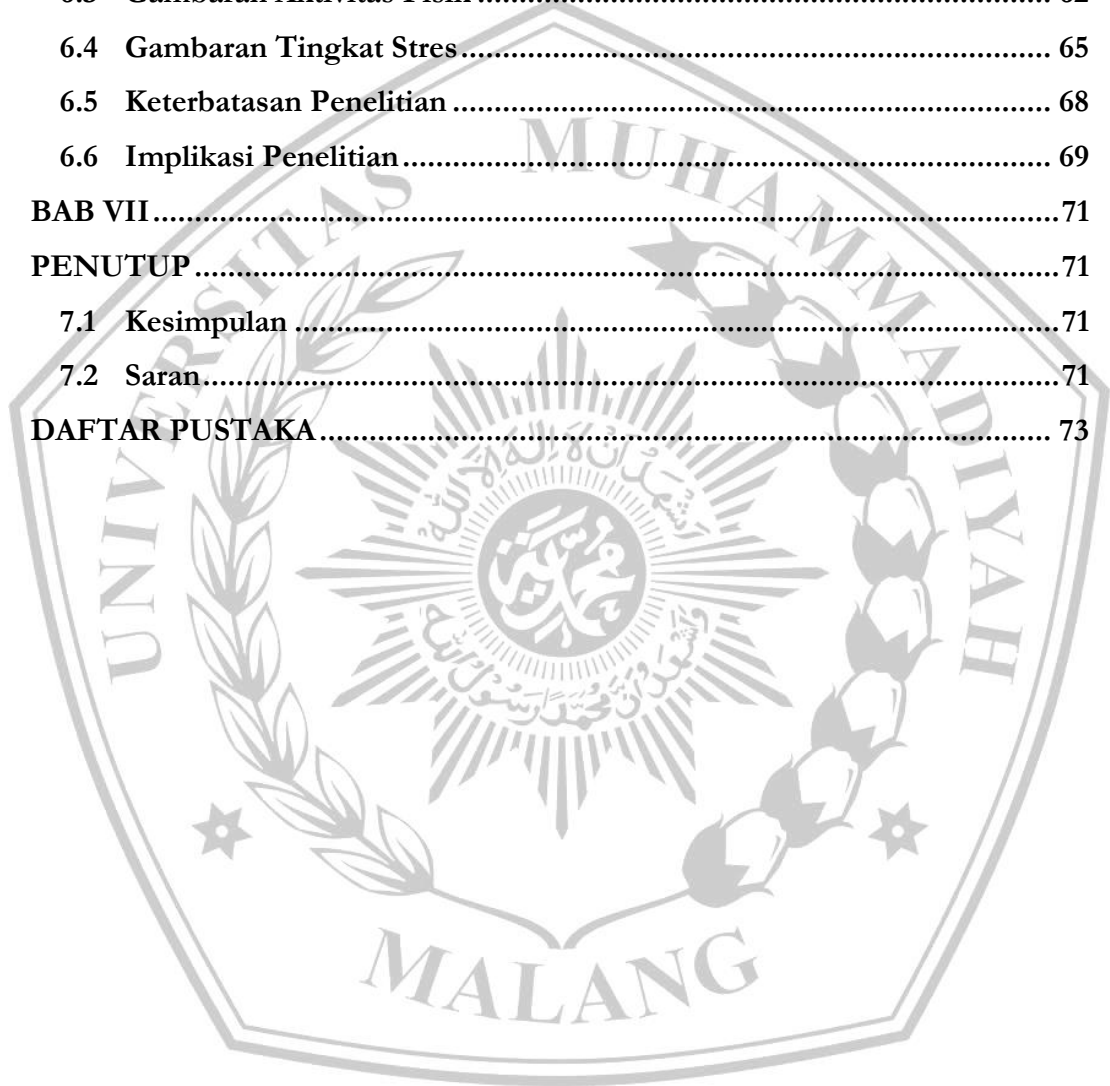 6.4 Gambaran Tingkat Stres ........ 65
6.5 Keterbatasan Penelitian ........ 68
6.6 Implikasi Penelitian ........ 69
BAB VII ........ 71
PENUTUP ........ 71
7.1 Kesimpulan ........ 71
7.2 Saran ........ 71
DAFTAR PUSTAKA ........ 73
UNIVERSITAS MUHAMMADIYAH
MALANG